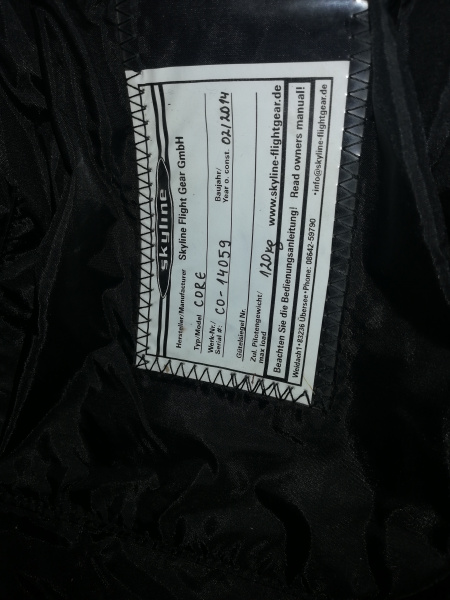 skyline
Hersteller/Manufacturer Skyline Flight Gear GmbH
Typ/Model CORE
Werk-Nr./ Baujahr/
Serial #: CO-14059 Year o. const. 02/2014
Gütesiegel Nr.
Zul. Pilotengewicht/
max load 120kg www.skyline-flightgear.de
Beachten Sie die Bedienungsanleitung! Read owners manual!
Weidach1 • 83236 Übersee • Phone: 08642-59790 • info@skyline-flightgear.de